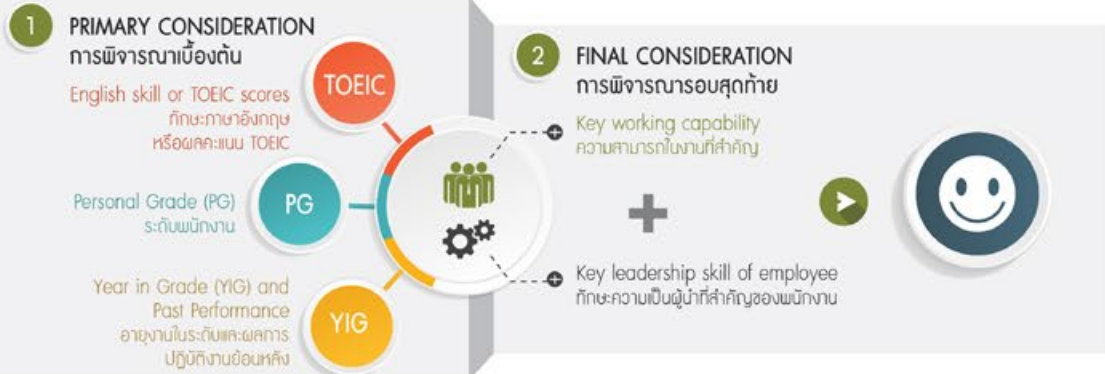 1
PRIMARY CONSIDERATION
การพิจารณาเบื้องต้น
English skill or TOEIC scores
ทักษะภาษาอังกฤษ
หรือผลคะแนน TOEIC
TOEIC
Personal Grade (PG)
ระดับพนักงาน
PG
Year in Grade (YIG) and
Past Performance
อายุงานในระดับและผลการ
ปฏิบัติงานย้อนหลัง
YIG
2
FINAL CONSIDERATION
การพิจารณารอบสุดท้าย
Key working capability
ความสามารถในงานที่สำคัญ
Key leadership skill of employee
ทักษะความเป็นผู้นำที่สำคัญของพนักงาน